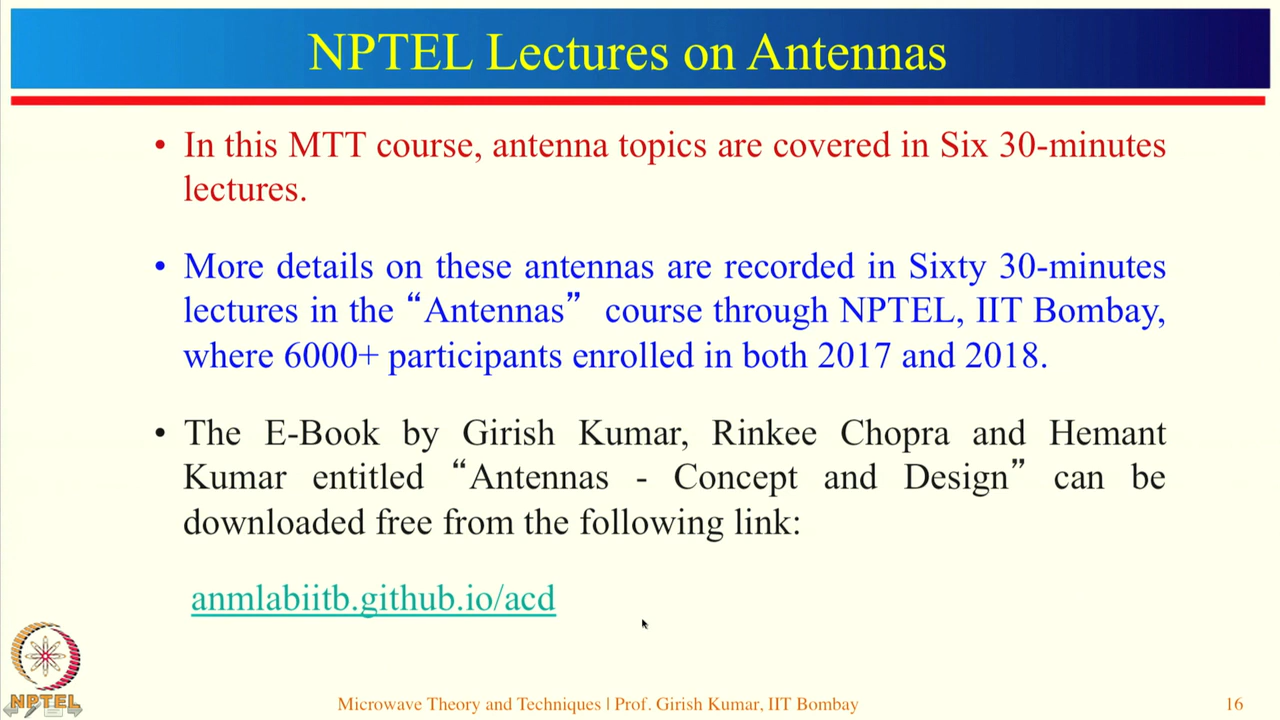 NPTEL Lectures on Antennas
• In this MTT course, antenna topics are covered in Six 30-minutes
lectures.
• More details on these antennas are recorded in Sixty 30-minutes
lectures in the “Antennas” course through NPTEL, IIT Bombay,
where 6000+ participants enrolled in both 2017 and 2018.
• The E-Book by Girish Kumar, Rinkee Chopra and Hemant
Kumar entitled “Antennas - Concept and Design” can be
downloaded free from the following link:
anmlabiitb.github.io/acd
NPTEL
Microwave Theory and Techniques | Prof. Girish Kumar, IIT Bombay
16